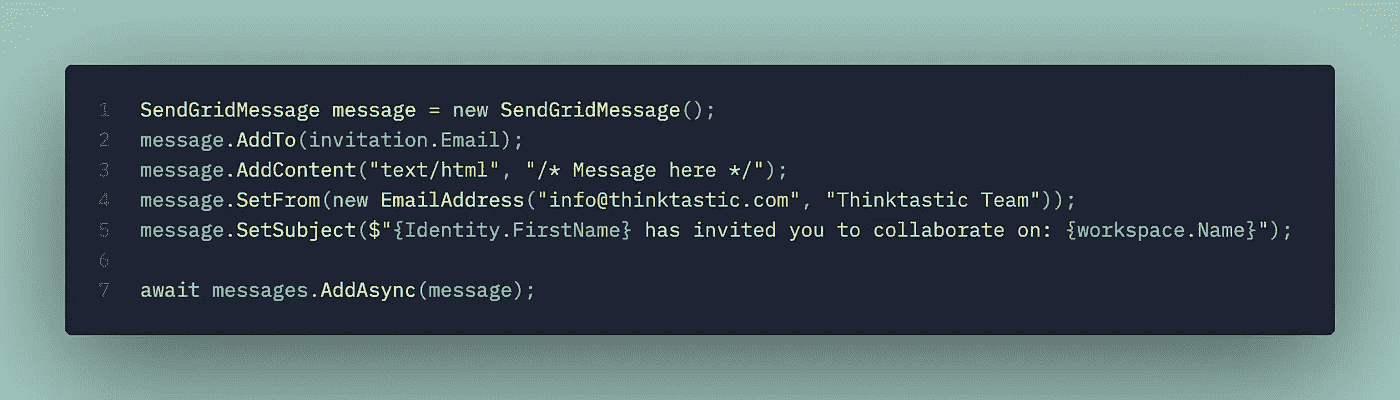 1 SendGridMessage message = new SendGridMessage();
2 message.AddTo(invitation.Email);
3 message.AddContent("text/html", "/* Message here */");
4 message.SetFrom(new EmailAddress("info@thinktastic.com", "Thinktastic Team"));
5 message.SetSubject($"{Identity.FirstName} has invited you to collaborate on: {workspace.Name}");
6
7 await messages.AddAsync(message);